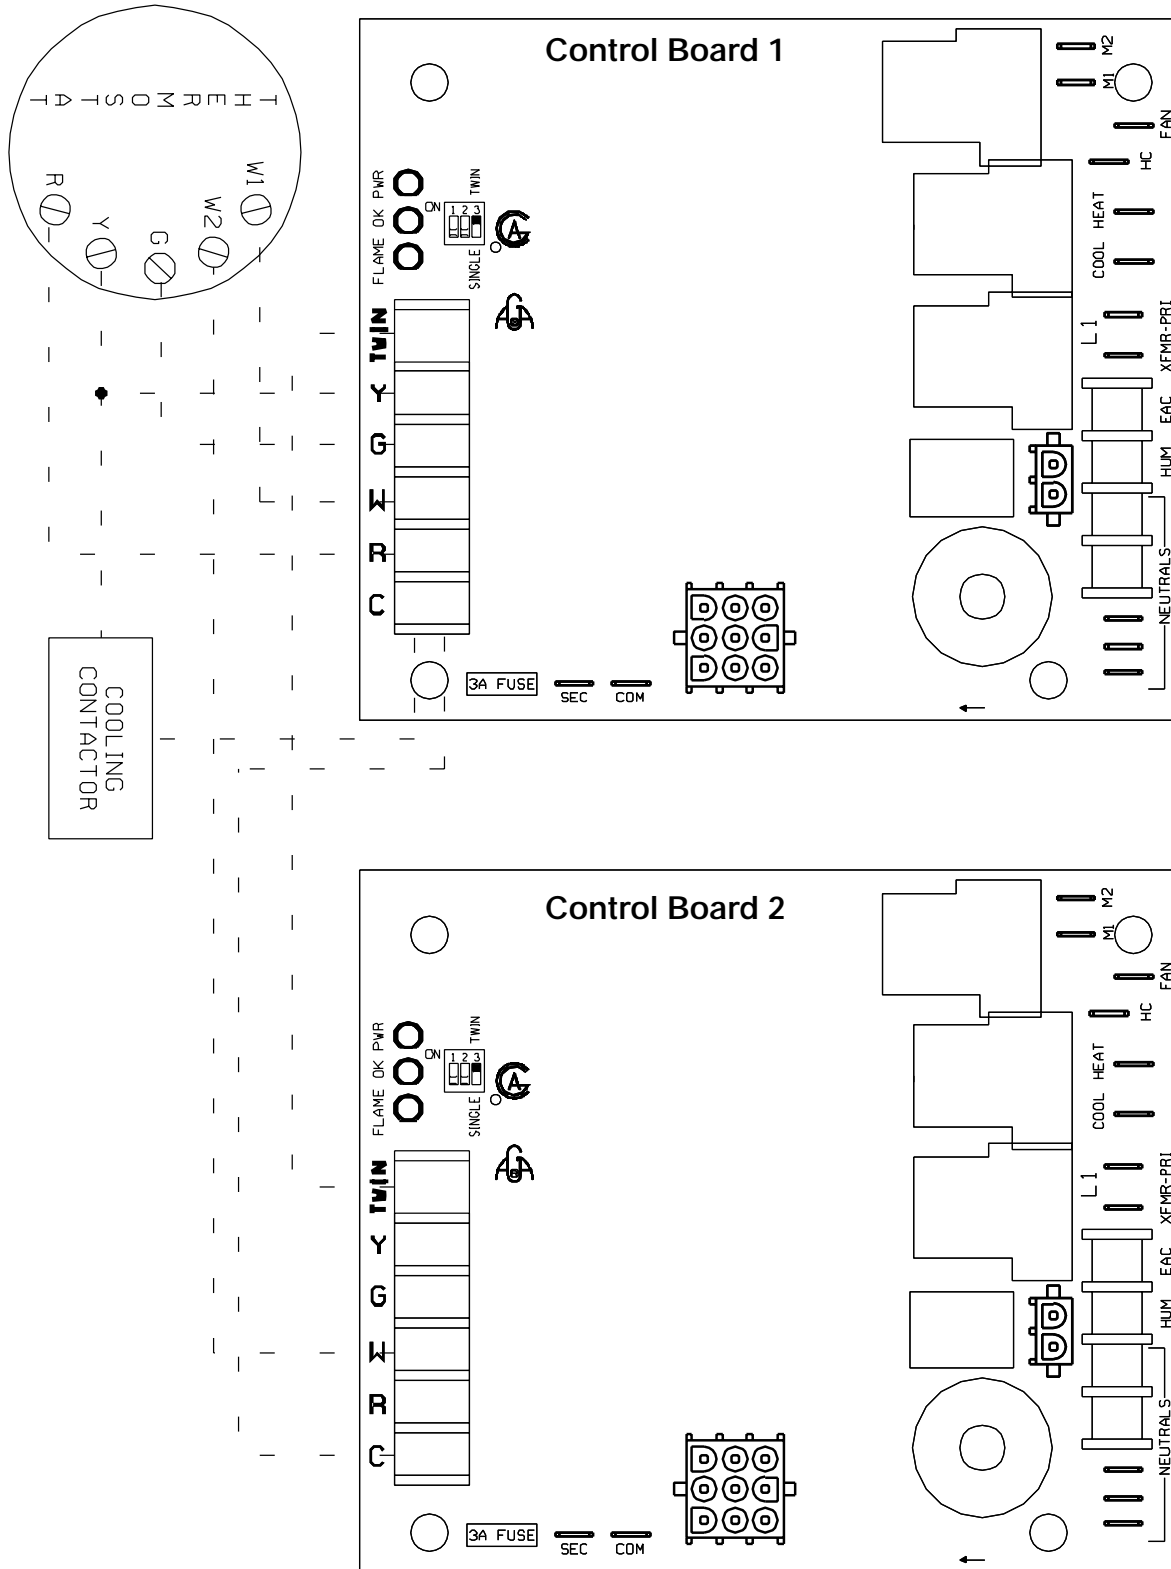 Control Board 1
THERMOSTAT
R
Y
G
W2
W1
M2
M1
FAN
HC
HEAT
COOL
L1
XFMR-PRI
EAC
HUM
NEUTRALS
FLAME OK PWR
ON
1 2 3
TWIN
SINGLE
A
TWIN
Y
G
W
R
C
3A FUSE
SEC
COM
COOLING
CONTACTOR
Control Board 2
M2
M1
FAN
HC
HEAT
COOL
L1
XFMR-PRI
EAC
HUM
NEUTRALS
FLAME OK PWR
ON
1 2 3
TWIN
SINGLE
A
TWIN
Y
G
W
R
C
3A FUSE
SEC
COM